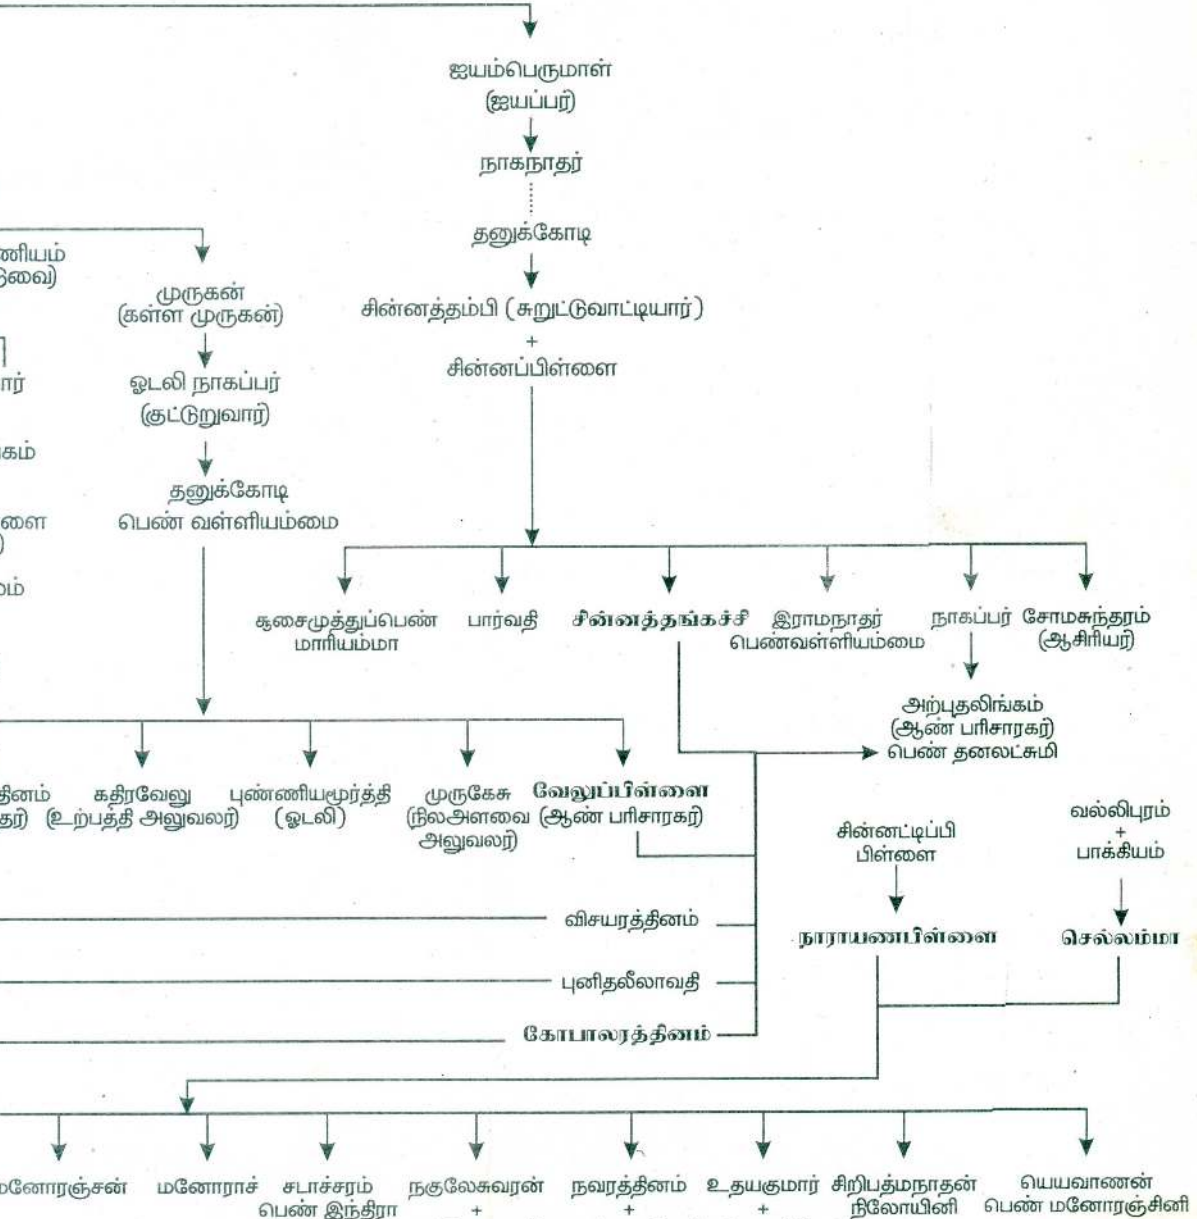 ஐயம்பெருமாள்
(ஐயப்பர்)
நாகநாதர்
தனுக்கோடி
சின்னத்தம்பி (சுறுட்டுவாட்டியார்)
+
சின்னப்பிள்ளை
முருகன்
(கள்ள முருகன்)
ஓடலி நாகப்பர்
(குட்டுறுவார்)
தனுக்கோடி
பெண் வள்ளியம்மை
சூசைமுத்துப்பெண் பார்வதி சின்னத்தங்கச்சி இராமநாதர் நாகப்பர் சோமசுந்தரம்
மாரியம்மா பெண்வள்ளியம்மை (ஆசிரியர்)
அற்புதலிங்கம்
(ஆண் பரிசாரகர்)
பெண் தனலட்சுமி
கதிரவேலு புண்ணியமூர்த்தி முருகேசு வேலுப்பிள்ளை
(உற்பத்தி அலுவலர்) (ஓடலி) (நிலஅளவை (ஆண் பரிசாரகர்)
அலுவலர்)
வல்லிபுரம்
+
பாக்கியம்
சின்னட்டிப்பி
பிள்ளை
விசயரத்தினம்
நாராயணபிள்ளை செல்லம்மா
புனிதலீலாவதி
கோபாலரத்தினம்
மனோரஞ்சன் மனோராச் சடாச்சரம் நகுலேசுவரன் நவரத்தினம் உதயகுமார் சிறிபத்மநாதன் யெயவாணன்
பெண் இந்திரா + + + நிலோயினி பெண் மனோரஞ்சினி